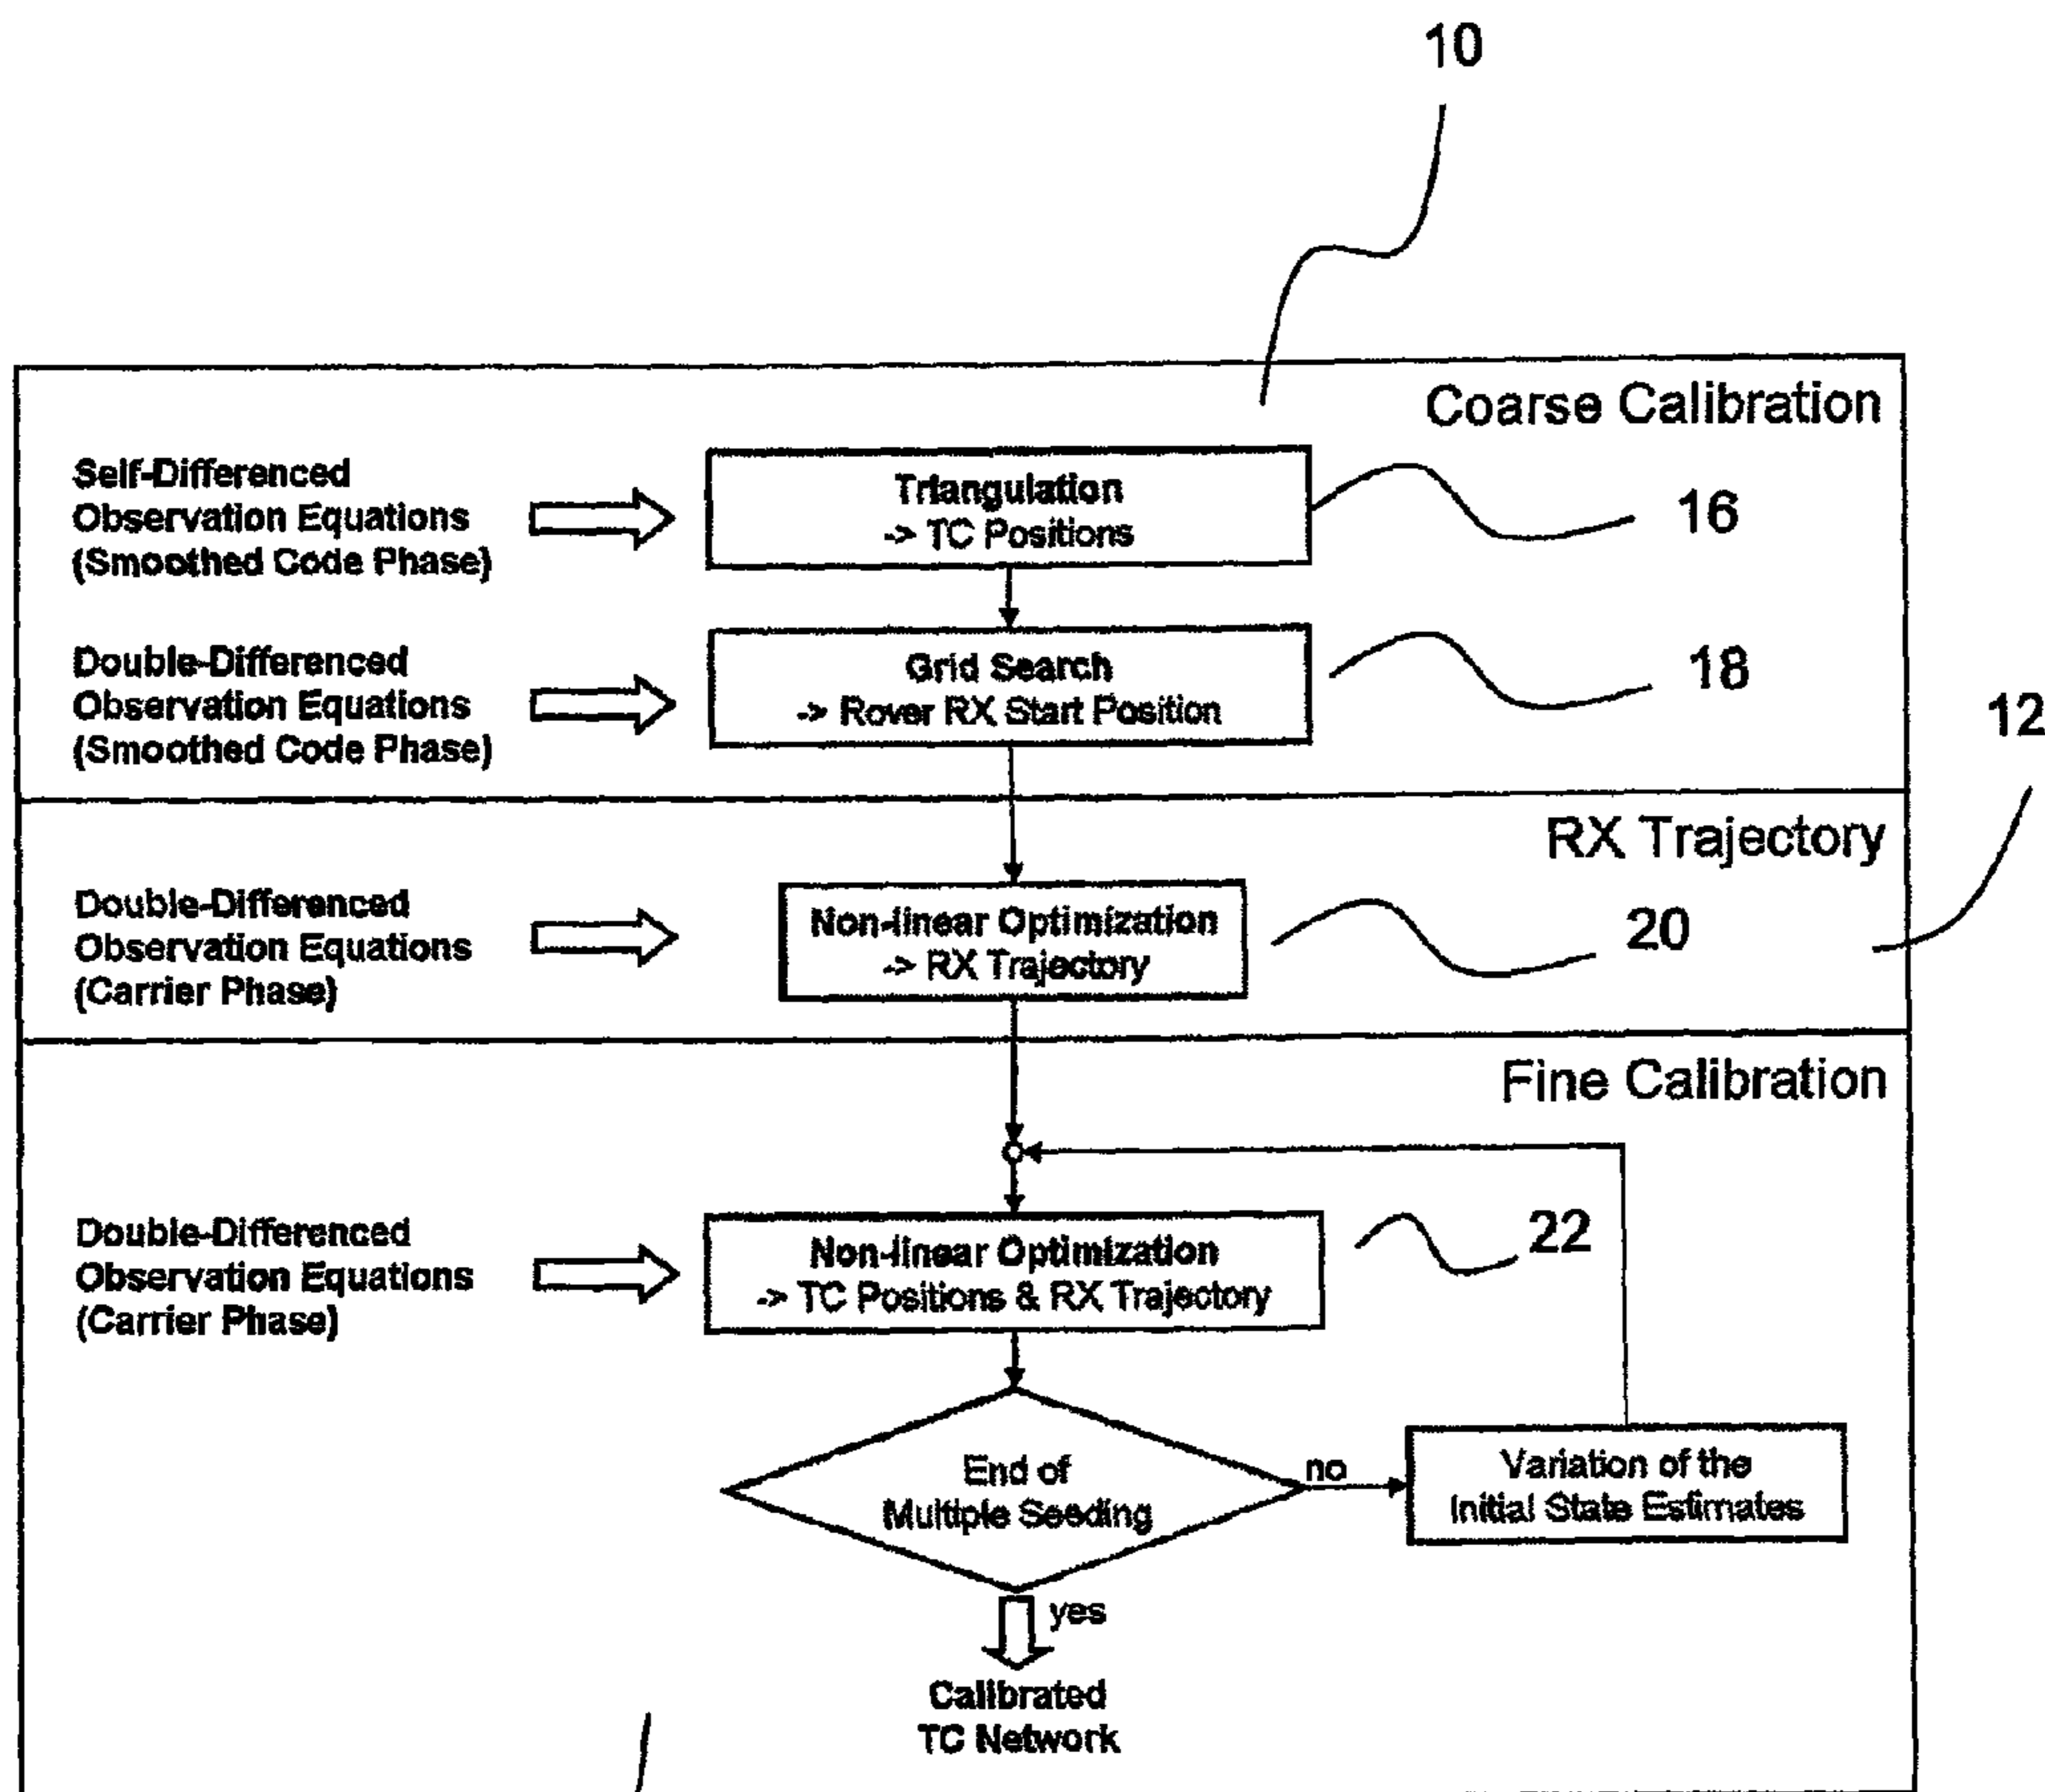 10
Coarse Calibration
Self-Differenced
Observation Equations
(Smoothed Code Phase)
Triangulation
-> TC Positions
16
Double-Differenced
Observation Equations
(Smoothed Code Phase)
Grid Search
-> Rover RX Start Position
18
12
RX Trajectory
Double-Differenced
Observation Equations
(Carrier Phase)
Non-linear Optimization
-> RX Trajectory
20
Fine Calibration
Double-Differenced
Observation Equations
(Carrier Phase)
Non-linear Optimization
-> TC Positions & RX Trajectory
22
End of
Multiple Seeding
no
Variation of the
Initial State Estimates
yes
Calibrated
TC Network